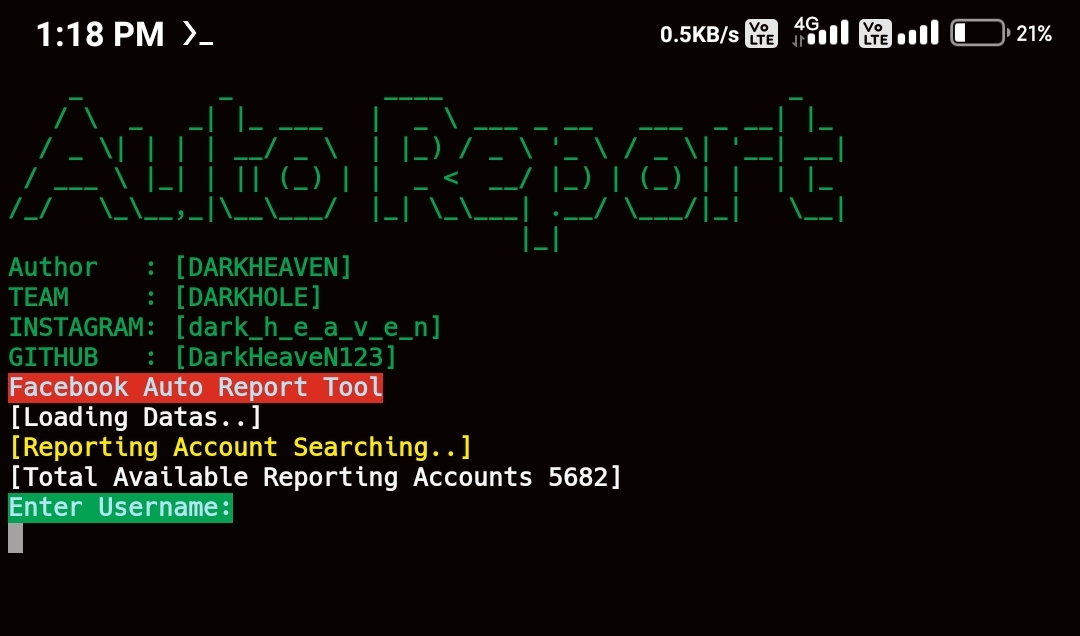 1:18 PM
0.5KB/s Vo LTE 4G Vo LTE 21%
Auto Report
Author   : [DARKHEAVEN]
TEAM     : [DARKHOLE]
INSTAGRAM: [dark_h_e_a_v_e_n]
GITHUB   : [DarkHeaveN123]
Facebook Auto Report Tool
[Loading Datas..]
[Reporting Account Searching..]
[Total Available Reporting Accounts 5682]
Enter Username: